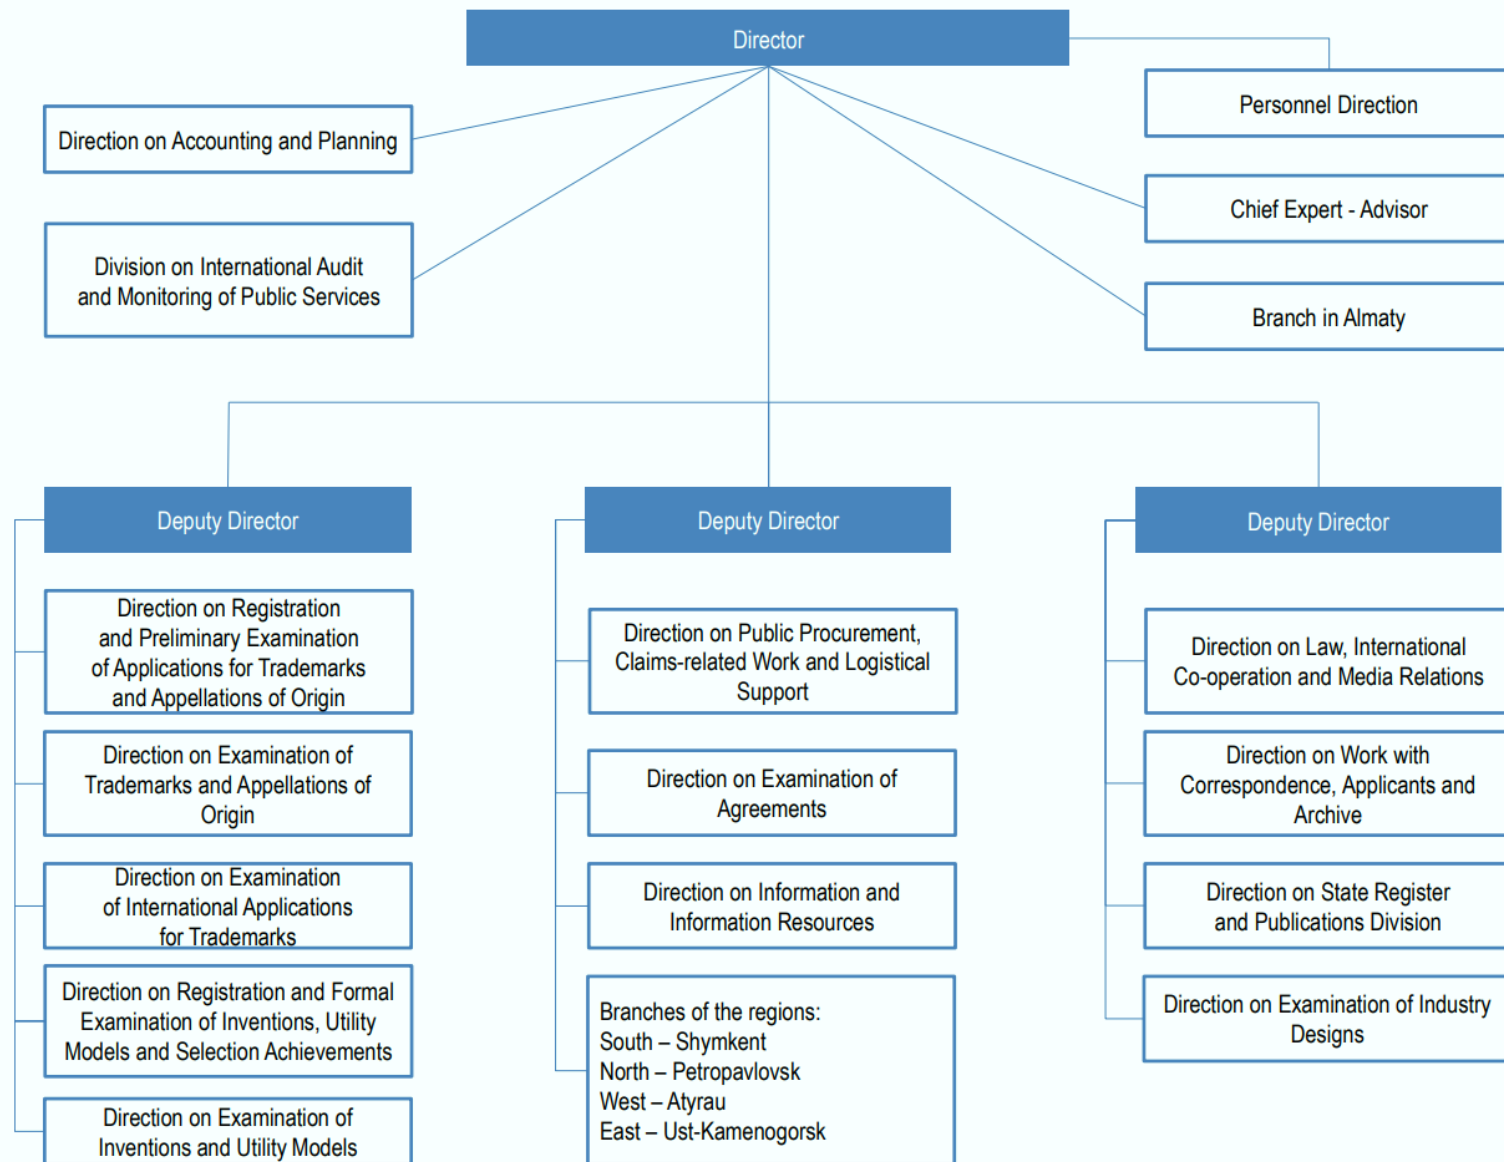 Director
Direction on Accounting and Planning
Division on International Audit
and Monitoring of Public Services
Personnel Direction
Chief Expert - Advisor
Branch in Almaty
Deputy Director
Direction on Registration
and Preliminary Examination
of Applications for Trademarks
and Appellations of Origin
Direction on Examination of
Trademarks and Appellations of
Origin
Direction on Examination
of International Applications
for Trademarks
Direction on Registration and Formal
Examination of Inventions, Utility
Models and Selection Achievements
Direction on Examination of
Inventions and Utility Models
Deputy Director
Direction on Public Procurement,
Claims-related Work and Logistical
Support
Direction on Examination of
Agreements
Direction on Information and
Information Resources
Branches of the regions:
South – Shymkent
North – Petropavlovsk
West – Atyrau
East – Ust-Kamenogorsk
Deputy Director
Direction on Law, International
Co-operation and Media Relations
Direction on Work with
Correspondence, Applicants and
Archive
Direction on State Register
and Publications Division
Direction on Examination of Industry
Designs